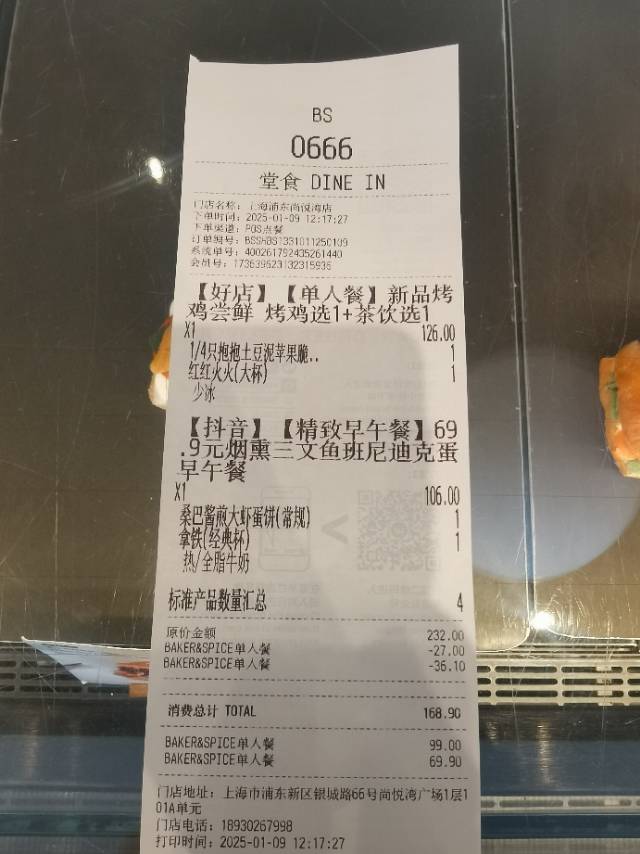 BS
0666
堂食 DINE IN
门店名称: 上海浦东尚悦湾店
下单时间: 2025-01-09 12:17:27
下单渠道: POS点餐
订单编号: BSSHBS1331011250109
系统单号: 400261792435261440
会员号: 173639623132315936
【好店】【单人餐】新品烤
鸡尝鲜 烤鸡选1+茶饮选1
X1 126.00
1/4只抱抱土豆泥苹果脆.. 1
红红火火(大杯) 1
少冰
【抖音】【精致早午餐】69
.9元烟熏三文鱼班尼迪克蛋
早午餐
X1 106.00
桑巴酱煎大虾蛋饼(常规) 1
拿铁(经典杯) 1
热/全脂牛奶
标准产品数量汇总 4
原价金额 232.00
BAKER&SPICE单人餐 -27.00
BAKER&SPICE单人餐 -36.10
消费总计 TOTAL 168.90
BAKER&SPICE单人餐 99.00
BAKER&SPICE单人餐 69.90
门店地址: 上海市浦东新区银城路66号尚悦湾广场1层1
01A单元
门店电话: 18930267998
打印时间: 2025-01-09 12:17:27